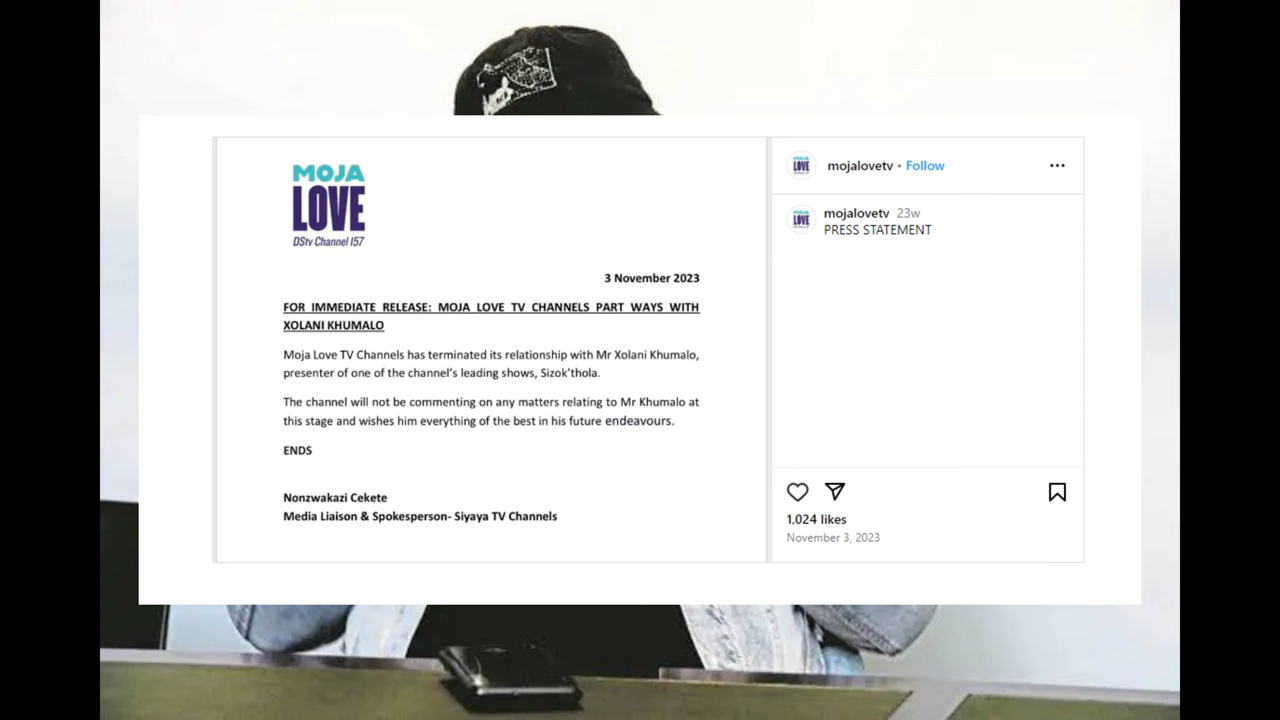 MOJA
LOVE
DStv Channel 157
3 November 2023
FOR IMMEDIATE RELEASE: MOJA LOVE TV CHANNELS PART WAYS WITH
XOLANI KHUMALO
Moja Love TV Channels has terminated its relationship with Mr Xolani Khumalo,
presenter of one of the channel's leading shows, Sizok'thola.
The channel will not be commenting on any matters relating to Mr Khumalo at
this stage and wishes him everything of the best in his future endeavours.
ENDS
Nonzwakazi Cekete
Media Liaison & Spokesperson- Siyaya TV Channels
MOJA
LOVE
mojalovetv • Follow
MOJA
LOVE
mojalovetv 23w
PRESS STATEMENT
1,024 likes
November 3, 2023